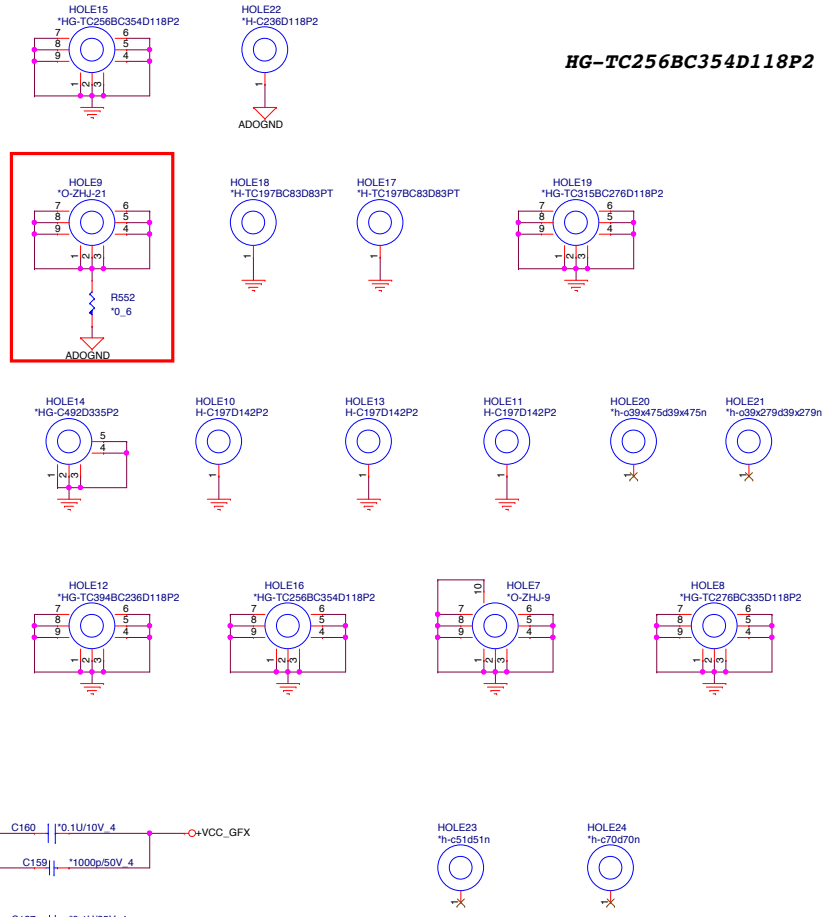 HOLE15
*HG-TC256BC354D118P2
7 6
8 5
9 4
1 2 3
HOLE22
*H-C236D118P2
1
ADOGND
HG-TC256BC354D118P2
HOLE9
*O-ZHJ-21
7 6
8 5
9 4
1 2 3
R552
*0_6
ADOGND
HOLE18
*H-TC197BC83D83PT
1
HOLE17
*H-TC197BC83D83PT
1
HOLE19
*HG-TC315BC276D118P2
7 6
8 5
9 4
1 2 3
HOLE14
*HG-C492D335P2
5
4
1 2 3
HOLE10
H-C197D142P2
1
HOLE13
H-C197D142P2
1
HOLE11
H-C197D142P2
1
HOLE20
*h-o39x475d39x475n
1
HOLE21
*h-o39x279d39x279n
1
HOLE12
*HG-TC394BC236D118P2
7 6
8 5
9 4
1 2 3
HOLE16
*HG-TC256BC354D118P2
7 6
8 5
9 4
1 2 3
HOLE7
*O-ZHJ-9
10
7 6
8 5
9 4
1 2 3
HOLE8
*HG-TC276BC335D118P2
7 6
8 5
9 4
1 2 3
C160 *0.1U/10V_4
+VCC_GFX
C159 *1000p/50V_4
HOLE23
*h-c51d51n
1
HOLE24
*h-c70d70n
1